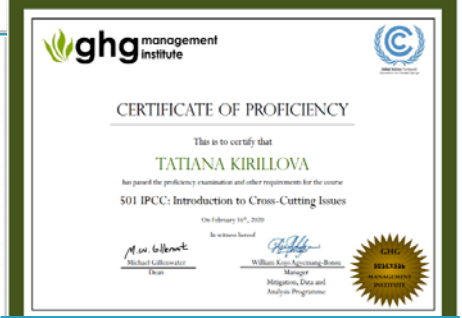 ghg management
institute
CERTIFICATE OF PROFICIENCY
This is to certify that
TATIANA KIRILLOVA
has passed the proficiency examination and other requirements for the course
501 IPCC: Introduction to Cross-Cutting Issues
On February 16th, 2020
In witness hereof
Michael Gillenwater
Dean
William Kojo Agyemang-Bonsu
Manager
Mitigation, Data and
Analysis Programme
GHG
MANAGEMENT
INSTITUTE